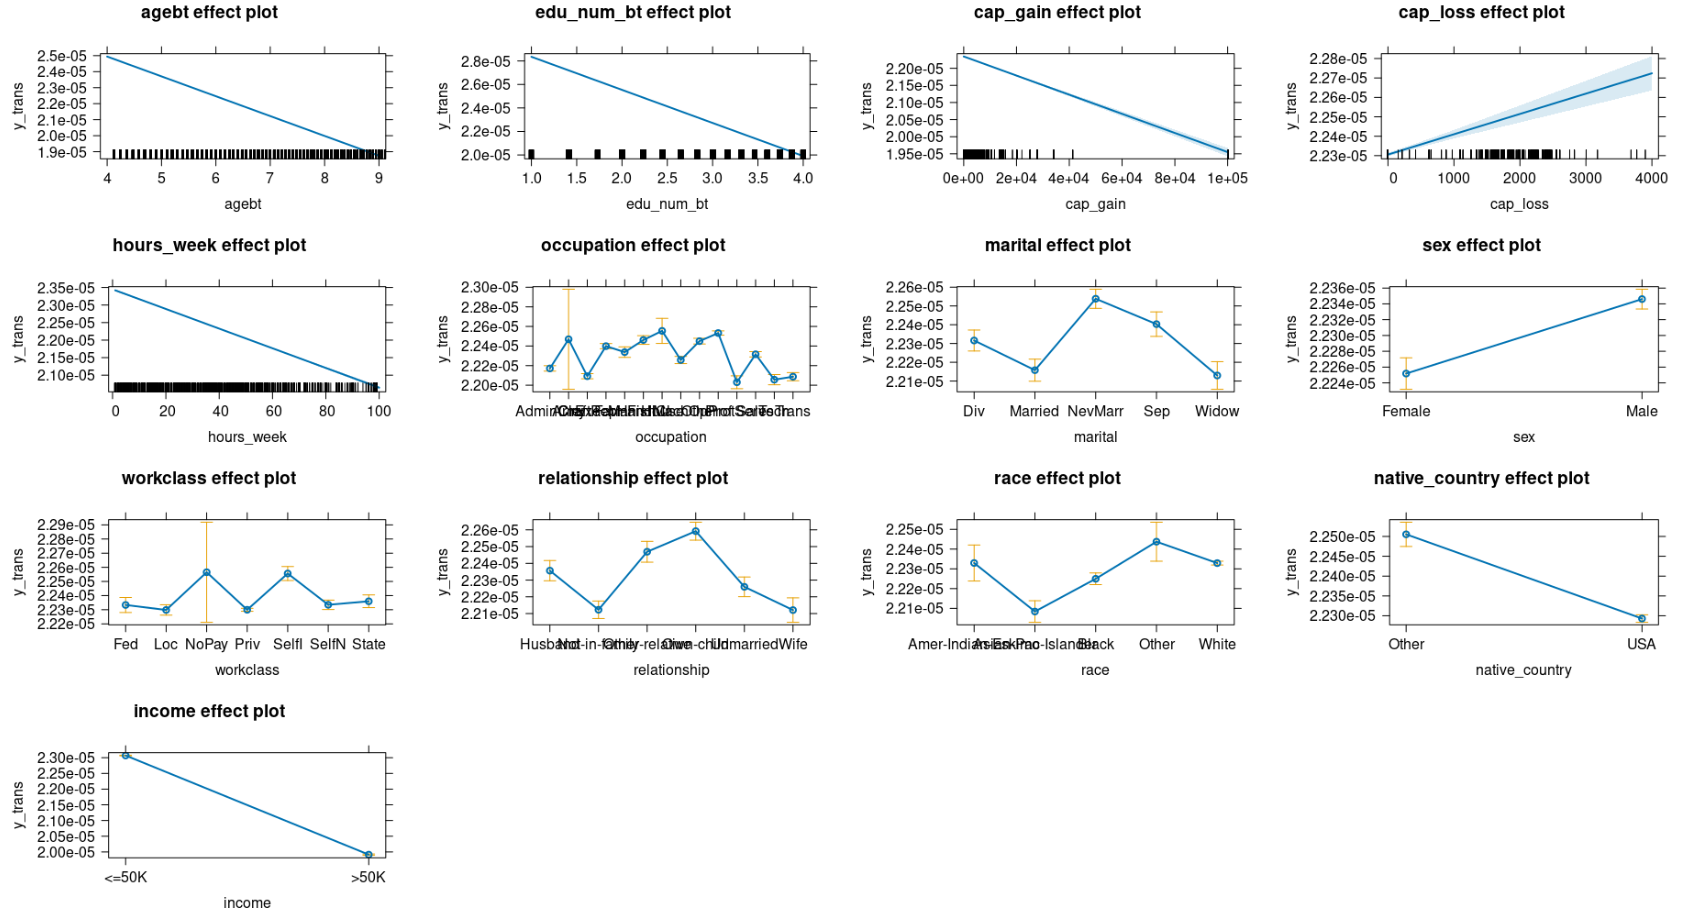 agebt effect plot
y_trans
2.5e-05
2.4e-05
2.3e-05
2.2e-05
2.1e-05
2.0e-05
1.9e-05
4 5 6 7 8 9
agebt
edu_num_bt effect plot
y_trans
2.8e-05
2.6e-05
2.4e-05
2.2e-05
2.0e-05
1.0 1.5 2.0 2.5 3.0 3.5 4.0
edu_num_bt
cap_gain effect plot
y_trans
2.20e-05
2.15e-05
2.10e-05
2.05e-05
2.00e-05
1.95e-05
0e+00 2e+04 4e+04 6e+04 8e+04 1e+05
cap_gain
cap_loss effect plot
y_trans
2.28e-05
2.27e-05
2.26e-05
2.25e-05
2.24e-05
2.23e-05
0 1000 2000 3000 4000
cap_loss
hours_week effect plot
y_trans
2.35e-05
2.30e-05
2.25e-05
2.20e-05
2.15e-05
2.10e-05
0 20 40 60 80 100
hours_week
occupation effect plot
y_trans
2.30e-05
2.28e-05
2.26e-05
2.24e-05
2.22e-05
2.20e-05
occupation
marital effect plot
y_trans
2.26e-05
2.25e-05
2.24e-05
2.23e-05
2.22e-05
2.21e-05
Div Married NevMarr Sep Widow
marital
sex effect plot
y_trans
2.236e-05
2.234e-05
2.232e-05
2.230e-05
2.228e-05
2.226e-05
2.224e-05
Female Male
sex
workclass effect plot
y_trans
2.29e-05
2.28e-05
2.27e-05
2.26e-05
2.25e-05
2.24e-05
2.23e-05
2.22e-05
Fed Loc NoPay Priv SelfI SelfN State
workclass
relationship effect plot
y_trans
2.26e-05
2.25e-05
2.24e-05
2.23e-05
2.22e-05
2.21e-05
Husband Not-in-family Other-relative Own-child Unmarried Wife
relationship
race effect plot
y_trans
2.25e-05
2.24e-05
2.23e-05
2.22e-05
2.21e-05
Amer-Indian-Eskimo Asian-Pac-Islander Black Other White
race
native_country effect plot
y_trans
2.250e-05
2.245e-05
2.240e-05
2.235e-05
2.230e-05
Other USA
native_country
income effect plot
y_trans
2.30e-05
2.25e-05
2.20e-05
2.15e-05
2.10e-05
2.05e-05
2.00e-05
<=50K >50K
income